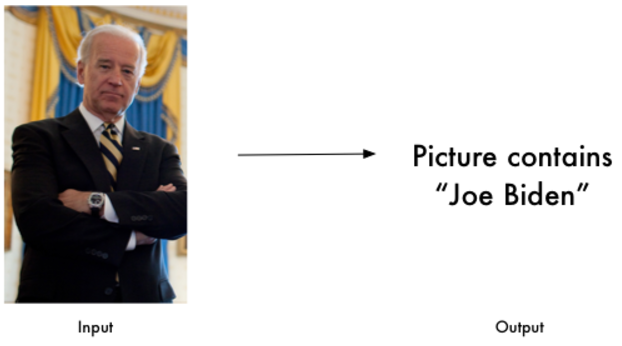 Picture contains
“Joe Biden”
Input
Output